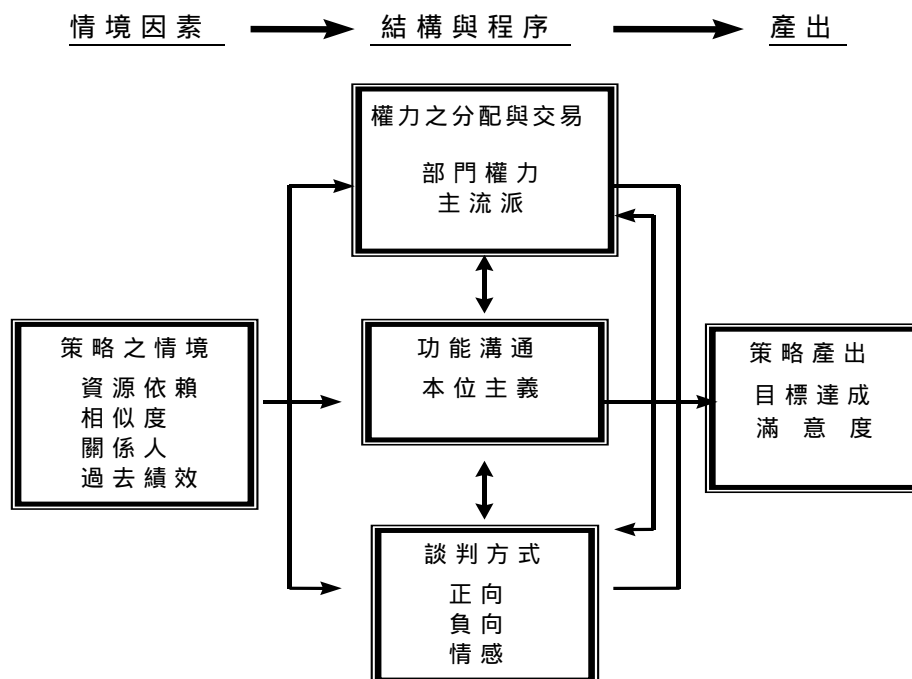 情境因素
結構與程序
產出
權力之分配與交易
部門權力
主流派
策略之情境
資源依賴
相似度
關係人
過去績效
功能溝通
本位主義
策略產出
目標達成
滿意度
談判方式
正向
負向
情感